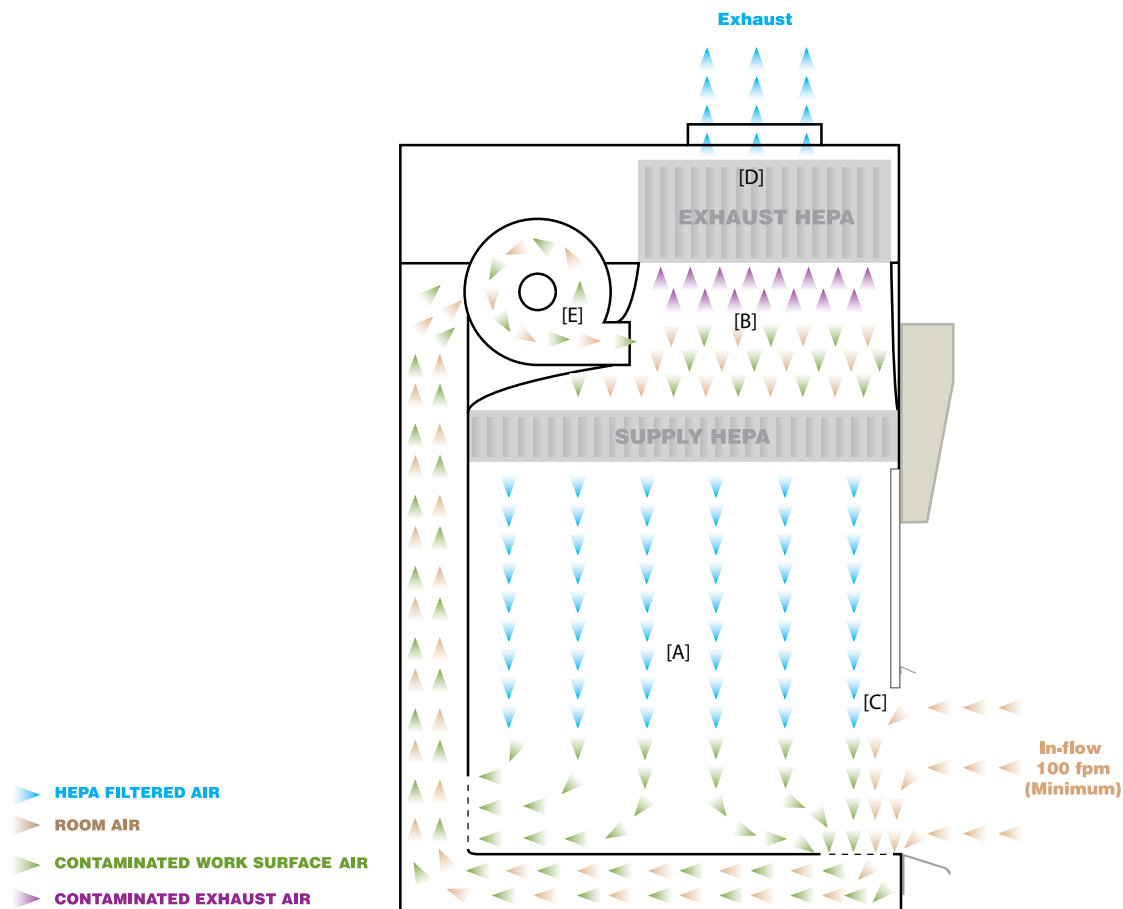 Exhaust
[D]
EXHAUST HEPA
[E]
[B]
SUPPLY HEPA
[A]
[C]
In-flow
100 fpm
(Minimum)
HEPA FILTERED AIR
ROOM AIR
CONTAMINATED WORK SURFACE AIR
CONTAMINATED EXHAUST AIR